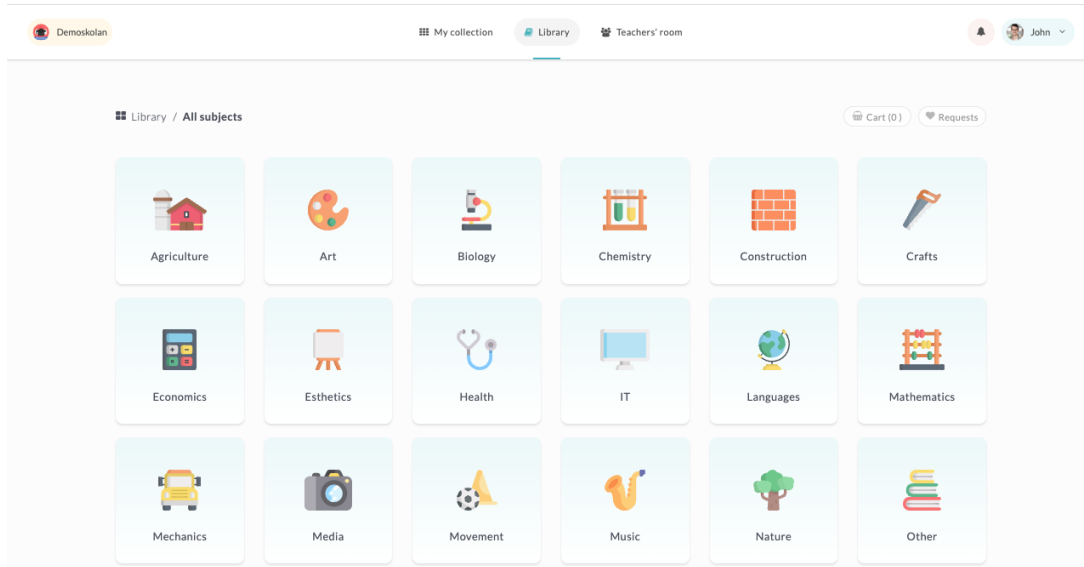 Demoskolan My collection Library Teachers' room John
Library / All subjects Cart (0 ) Requests
Agriculture Art Biology Chemistry Construction Crafts
Economics Esthetics Health IT Languages Mathematics
Mechanics Media Movement Music Nature Other